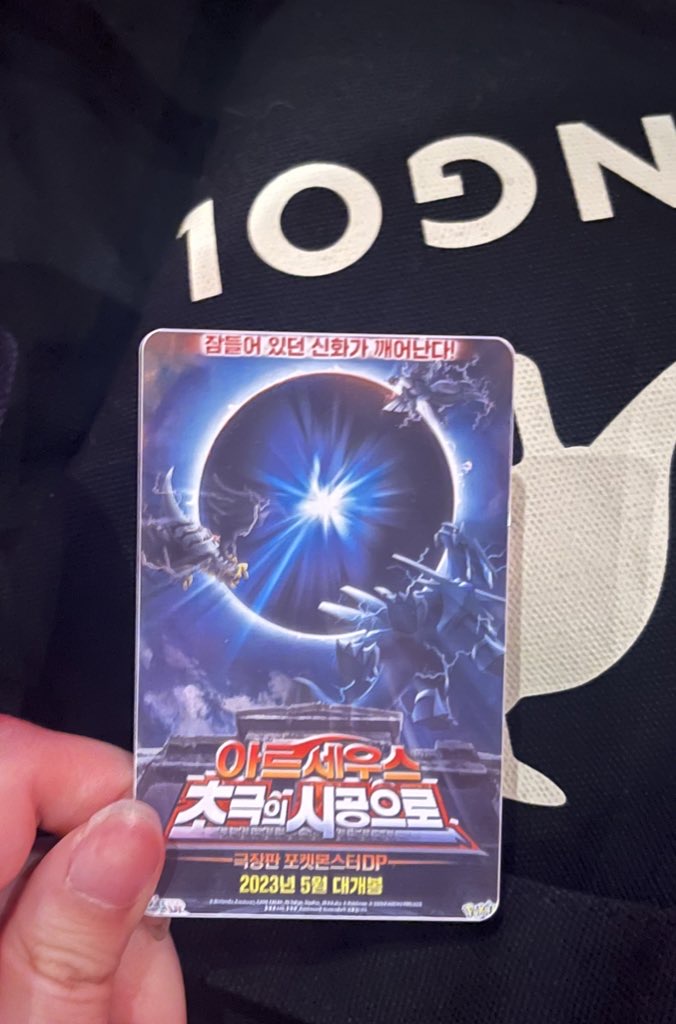 NGOI
잠들어 있던 신화가 깨어난다!
아르세우스
초극의 시공으로
극장판 포켓몬스터DP
2023년 5월 대개봉